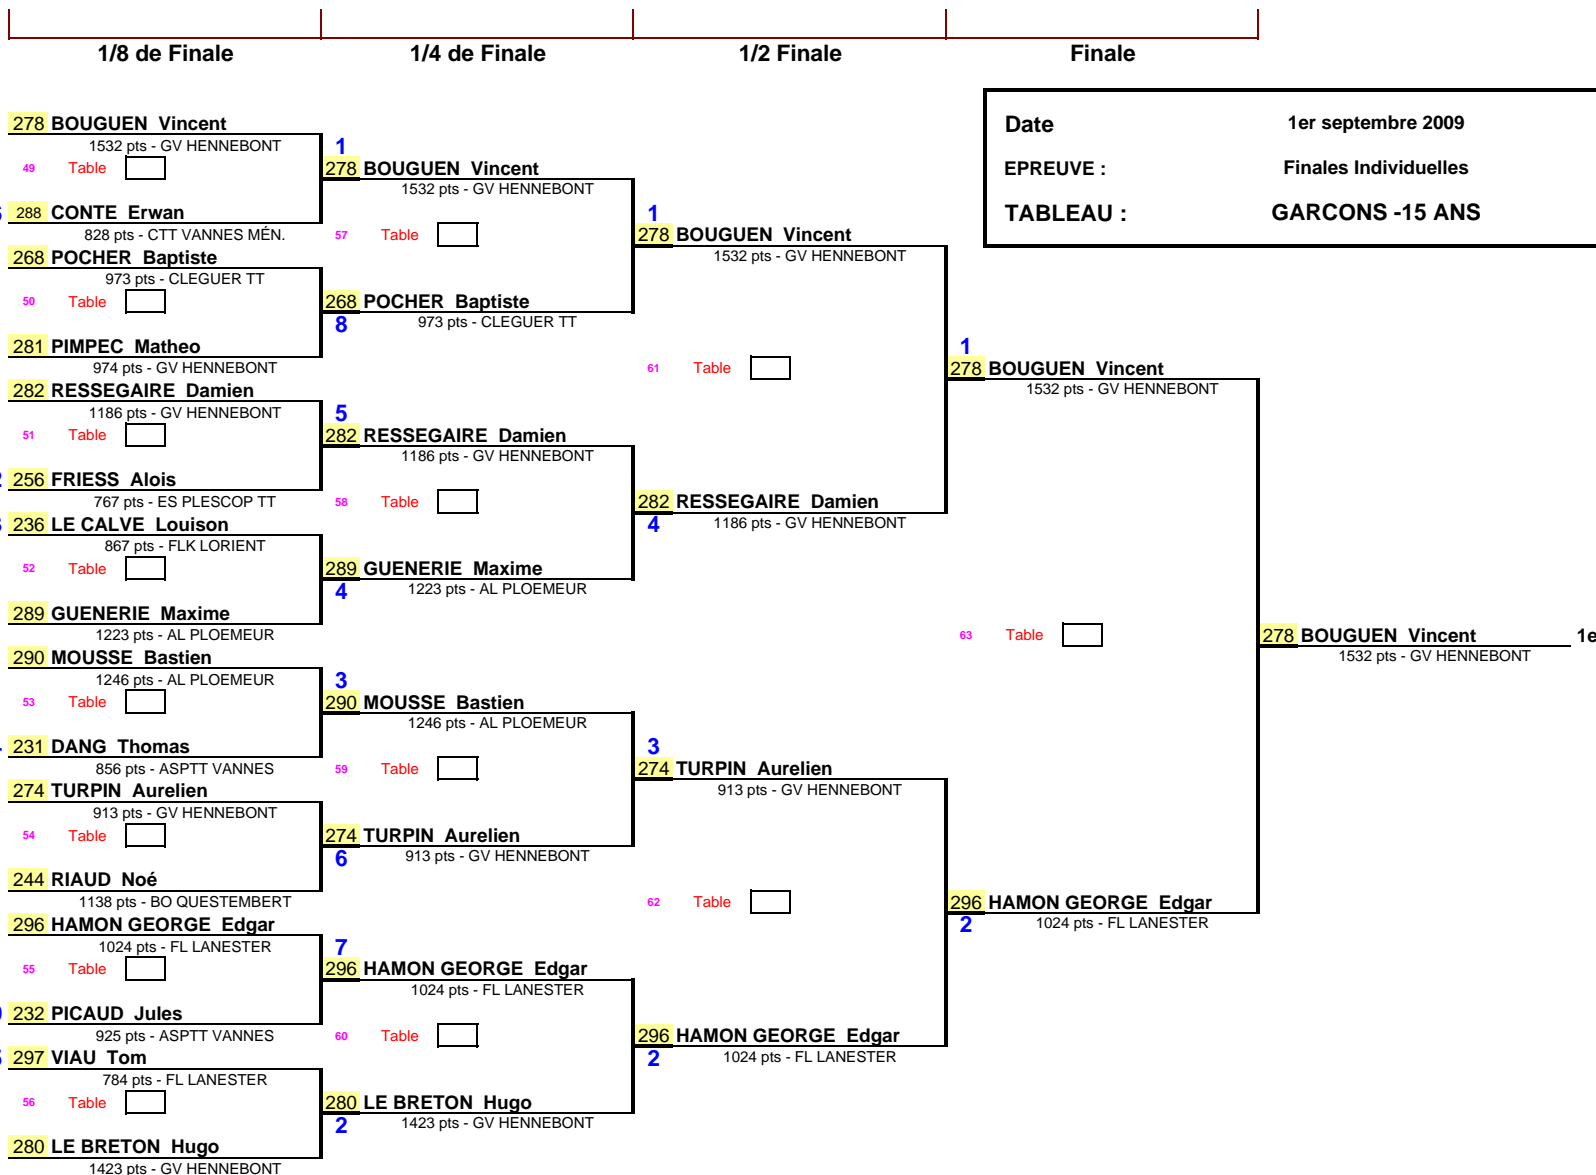 1/8 de Finale
1/4 de Finale
1/2 Finale
Finale
Date 1er septembre 2009
EPREUVE : Finales Individuelles
TABLEAU : GARCONS -15 ANS
278 BOUGUEN Vincent
1532 pts - GV HENNEBONT
49 Table
288 CONTE Erwan
828 pts - CTT VANNES MÉN.
268 POCHER Baptiste
973 pts - CLEGUER TT
50 Table
281 PIMPEC Matheo
974 pts - GV HENNEBONT
282 RESSEGAIRE Damien
1186 pts - GV HENNEBONT
51 Table
256 FRIESS Alois
767 pts - ES PLESCOP TT
236 LE CALVE Louison
867 pts - FLK LORIENT
52 Table
289 GUENERIE Maxime
1223 pts - AL PLOEMEUR
290 MOUSSE Bastien
1246 pts - AL PLOEMEUR
53 Table
231 DANG Thomas
856 pts - ASPTT VANNES
274 TURPIN Aurelien
913 pts - GV HENNEBONT
54 Table
244 RIAUD Noé
1138 pts - BO QUESTEMBERT
296 HAMON GEORGE Edgar
1024 pts - FL LANESTER
55 Table
232 PICAUD Jules
925 pts - ASPTT VANNES
297 VIAU Tom
784 pts - FL LANESTER
56 Table
280 LE BRETON Hugo
1423 pts - GV HENNEBONT
1
278 BOUGUEN Vincent
1532 pts - GV HENNEBONT
57 Table
268 POCHER Baptiste
8
973 pts - CLEGUER TT
5
282 RESSEGAIRE Damien
1186 pts - GV HENNEBONT
58 Table
289 GUENERIE Maxime
4
1223 pts - AL PLOEMEUR
3
290 MOUSSE Bastien
1246 pts - AL PLOEMEUR
59 Table
274 TURPIN Aurelien
6
913 pts - GV HENNEBONT
7
296 HAMON GEORGE Edgar
1024 pts - FL LANESTER
60 Table
280 LE BRETON Hugo
2
1423 pts - GV HENNEBONT
1
278 BOUGUEN Vincent
1532 pts - GV HENNEBONT
61 Table
282 RESSEGAIRE Damien
4
1186 pts - GV HENNEBONT
3
274 TURPIN Aurelien
913 pts - GV HENNEBONT
62 Table
296 HAMON GEORGE Edgar
2
1024 pts - FL LANESTER
1
278 BOUGUEN Vincent
1532 pts - GV HENNEBONT
63 Table
296 HAMON GEORGE Edgar
2
1024 pts - FL LANESTER
278 BOUGUEN Vincent 1e
1532 pts - GV HENNEBONT